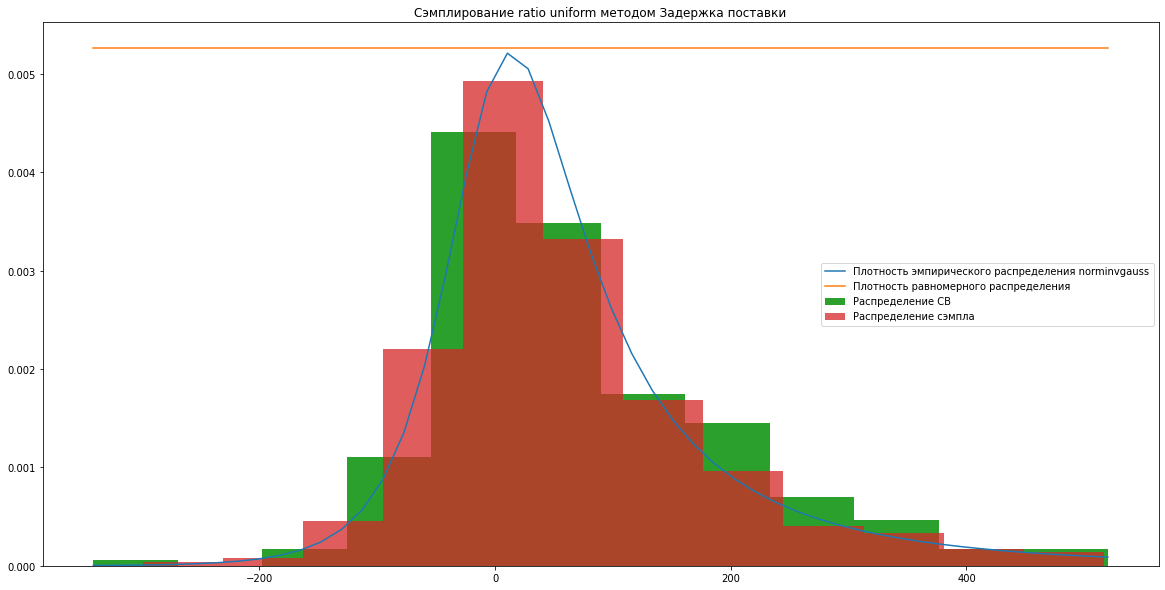 Сэмплирование ratio uniform методом Задержка поставки
0.005
0.004
0.003
0.002
0.001
0.000
Плотность эмпирического распределения norminvgauss
Плотность равномерного распределения
Распределение СВ
Распределение сэмпла
−200
0
200
400